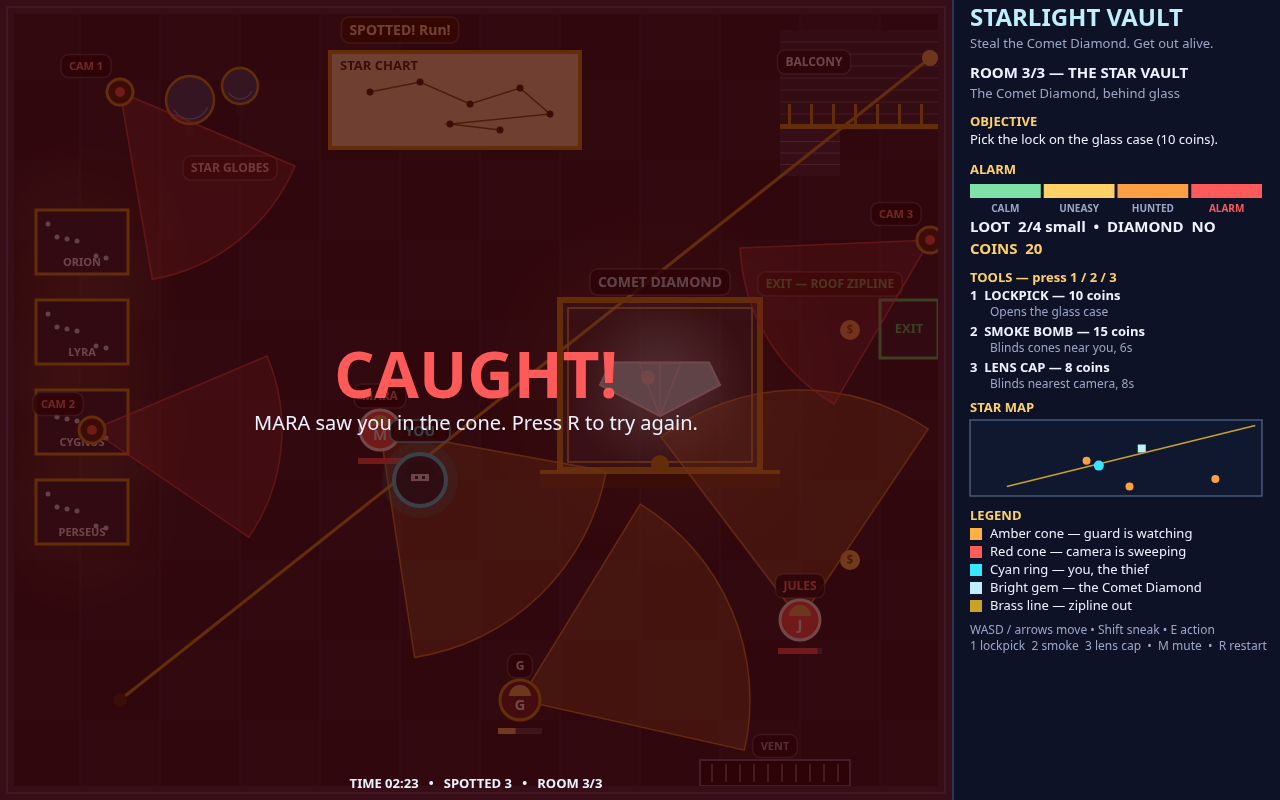 SPOTTED! Run!
CAM 1
STAR CHART
BALCONY
STAR GLOBES
CAM 3
ORION
COMET DIAMOND
EXIT — ROOF ZIPLINE
$
EXIT
LYRA
CAUGHT!
MARA
CAM 2
MARA saw you in the cone. Press R to try again.
M
YOU
CYGNUS
PERSEUS
$
JULES
J
G
G
VENT
TIME 02:23 • SPOTTED 3 • ROOM 3/3
STARLIGHT VAULT
Steal the Comet Diamond. Get out alive.
ROOM 3/3 — THE STAR VAULT
The Comet Diamond, behind glass
OBJECTIVE
Pick the lock on the glass case (10 coins).
ALARM
CALM UNEASY HUNTED ALARM
LOOT 2/4 small • DIAMOND NO
COINS 20
TOOLS — press 1 / 2 / 3
1 LOCKPICK — 10 coins
Opens the glass case
2 SMOKE BOMB — 15 coins
Blinds cones near you, 6s
3 LENS CAP — 8 coins
Blinds nearest camera, 8s
STAR MAP
LEGEND
Amber cone — guard is watching
Red cone — camera is sweeping
Cyan ring — you, the thief
Bright gem — the Comet Diamond
Brass line — zipline out
WASD / arrows move • Shift sneak • E action
1 lockpick 2 smoke 3 lens cap • M mute • R restart